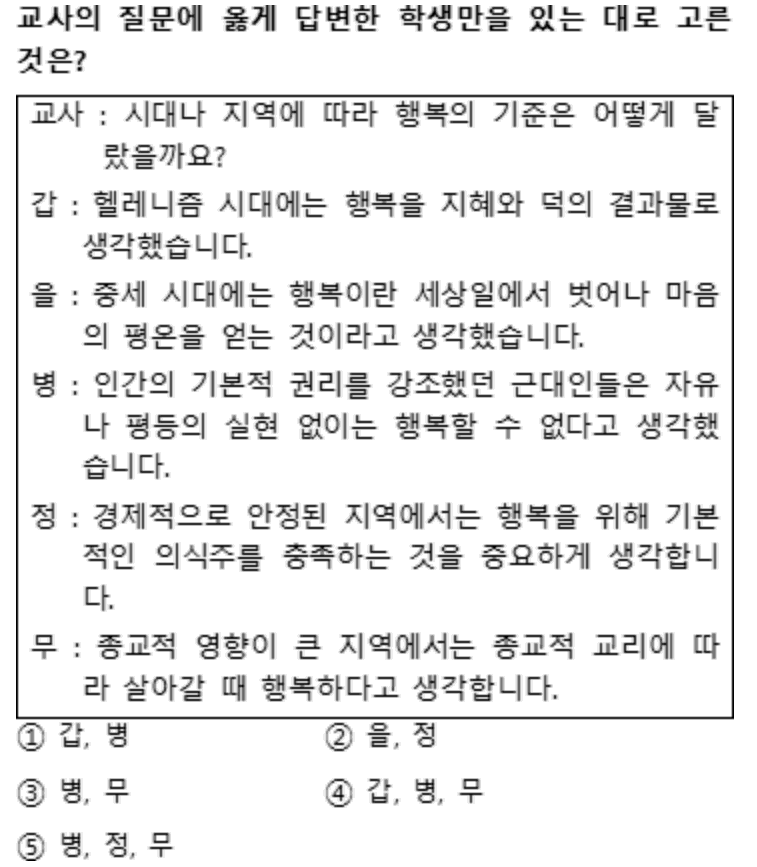 교사의 질문에 옳게 답변한 학생만을 있는 대로 고른
것은?
교사 : 시대나 지역에 따라 행복의 기준은 어떻게 달
랐을까요?
갑 : 헬레니즘 시대에는 행복을 지혜와 덕의 결과물로
생각했습니다.
을 : 중세 시대에는 행복이란 세상일에서 벗어나 마음
의 평온을 얻는 것이라고 생각했습니다.
병 : 인간의 기본적 권리를 강조했던 근대인들은 자유
나 평등의 실현 없이는 행복할 수 없다고 생각했
습니다.
정 : 경제적으로 안정된 지역에서는 행복을 위해 기본
적인 의식주를 충족하는 것을 중요하게 생각합니
다.
무 : 종교적 영향이 큰 지역에서는 종교적 교리에 따
라 살아갈 때 행복하다고 생각합니다.
① 갑, 병 ② 을, 정
③ 병, 무 ④ 갑, 병, 무
⑤ 병, 정, 무